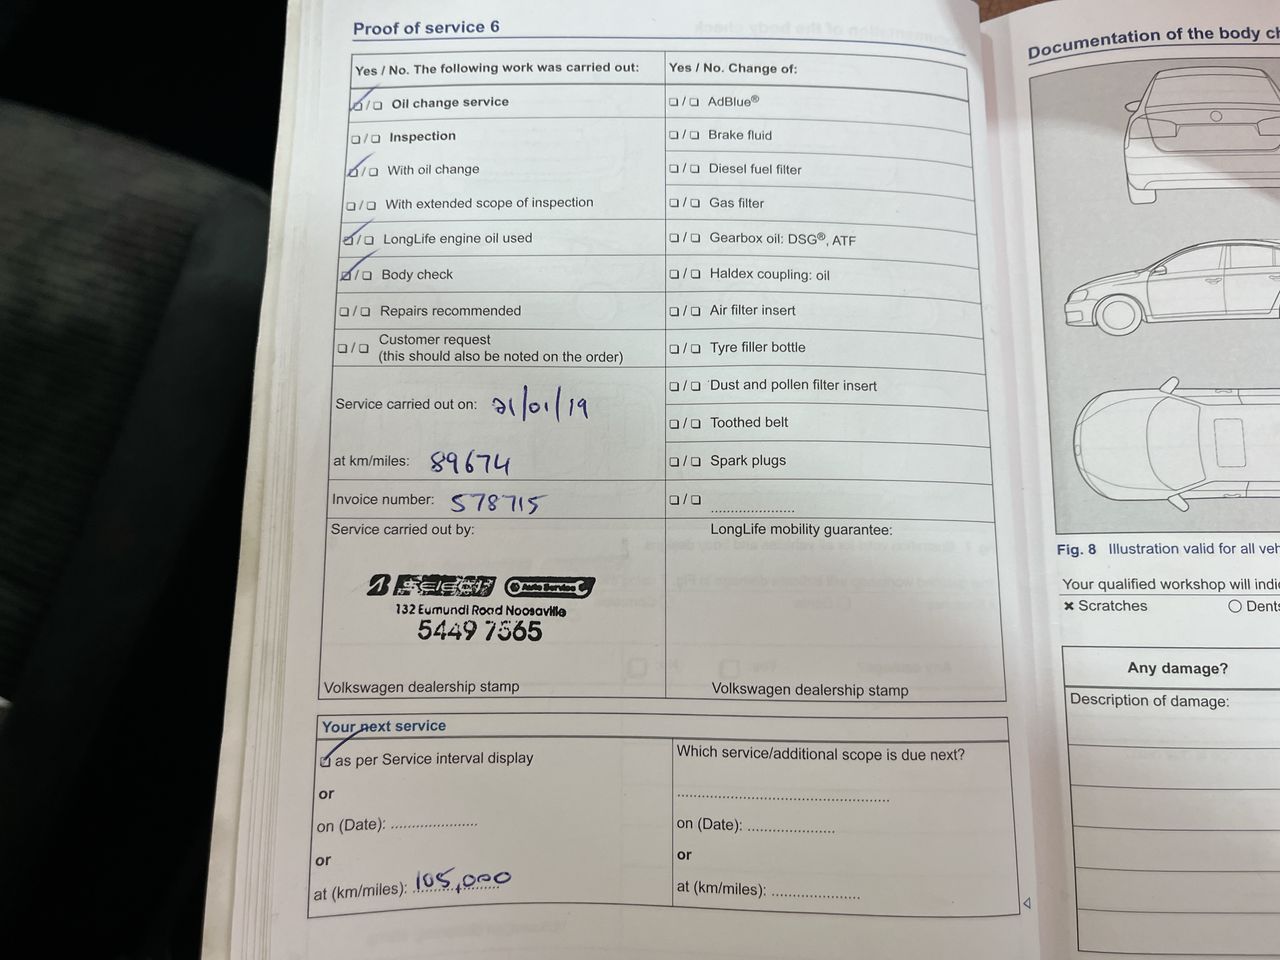 Proof of service 6
Yes / No. The following work was carried out:
❑/❑ Oil change service
❑/❑ Inspection
❑/❑ With oil change
❑/❑ With extended scope of inspection
❑/❑ LongLife engine oil used
❑/❑ Body check
❑/❑ Repairs recommended
❑/❑ Customer request
(this should also be noted on the order)
Service carried out on: 21/01/19
at km/miles: 89674
Invoice number: 578715
Service carried out by:
SELECT Auto Service
132 Eumundi Road Noosaville
5449 7565
Volkswagen dealership stamp
Yes / No. Change of:
❑/❑ AdBlue®
❑/❑ Brake fluid
❑/❑ Diesel fuel filter
❑/❑ Gas filter
❑/❑ Gearbox oil: DSG®, ATF
❑/❑ Haldex coupling: oil
❑/❑ Air filter insert
❑/❑ Tyre filler bottle
❑/❑ Dust and pollen filter insert
❑/❑ Toothed belt
❑/❑ Spark plugs
❑/❑ ....................
LongLife mobility guarantee:
Volkswagen dealership stamp
Your next service
as per Service interval display
or
on (Date): ....................
or
at (km/miles): 105,000
Which service/additional scope is due next?
..................................................
on (Date): ....................
or
at (km/miles): ....................
Documentation of the body
Fig. 8 Illustration valid for all
Your qualified workshop will
× Scratches
○ Dents
Any damage?
Description of damage: